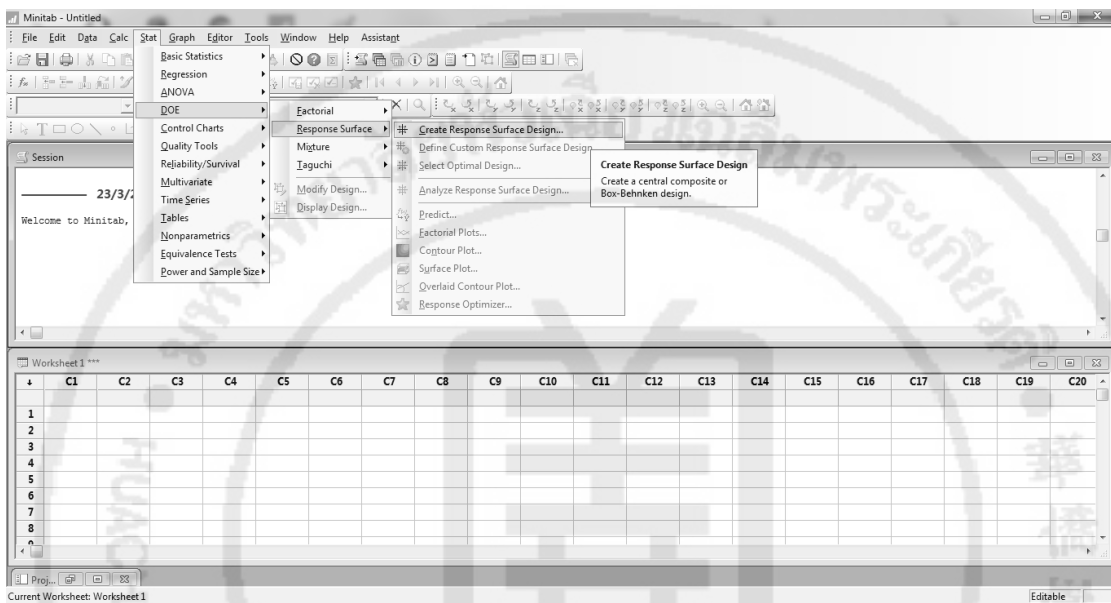 Minitab - Untitled
File Edit Data Calc Stat Graph Editor Tools Window Help Assistant
Basic Statistics
Regression
ANOVA
DOE
Control Charts
Quality Tools
Reliability/Survival
Multivariate
Time Series
Tables
Nonparametrics
Equivalence Tests
Power and Sample Size
Factorial
Response Surface
Mixture
Taguchi
Modify Design...
Display Design...
Create Response Surface Design...
Define Custom Response Surface Design
Select Optimal Design...
Analyze Response Surface Design...
Predict...
Factorial Plots...
Contour Plot...
Surface Plot...
Overlaid Contour Plot...
Response Optimizer...
Create Response Surface Design
Create a central composite or
Box-Behnken design.
Session
23/3/2
Welcome to Minitab,
Worksheet 1 ***
C1 C2 C3 C4 C5 C6 C7 C8 C9 C10 C11 C12 C13 C14 C15 C16 C17 C18 C19 C20
1
2
3
4
5
6
7
8
Proj...
Current Worksheet: Worksheet 1
Editable